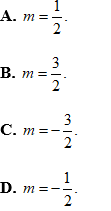 A. m = 1/2.
B. m = 3/2.
C. m = -3/2.
D. m = -1/2.